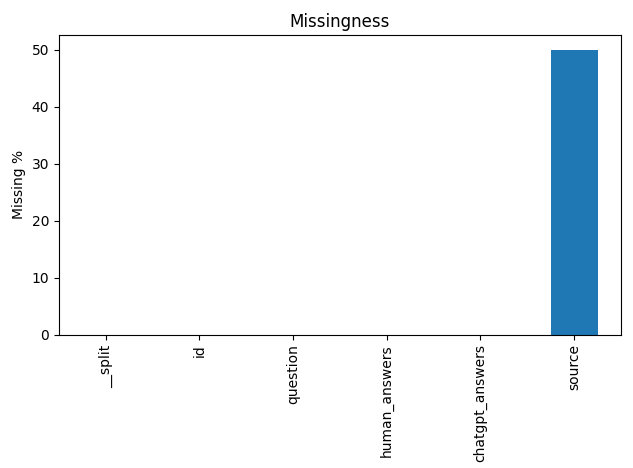 Missingness
Missing %
50
40
30
20
10
0
__split
id
question
human_answers
chatgpt_answers
source